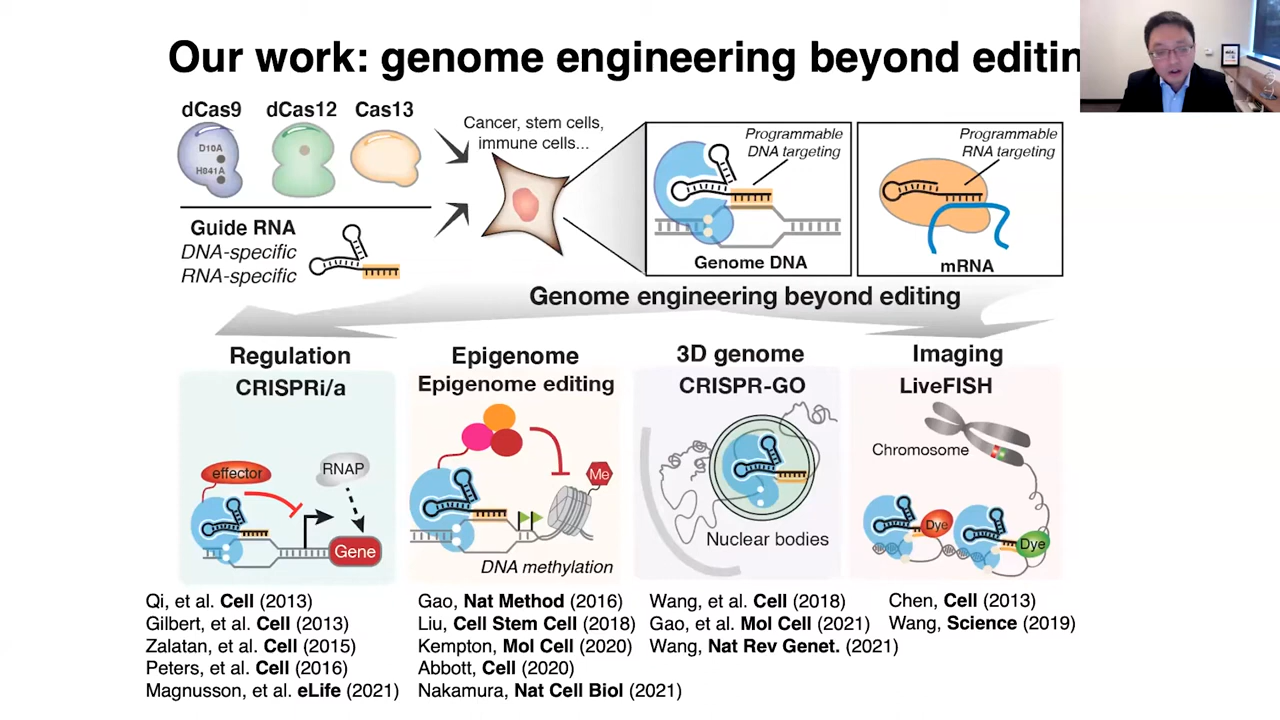 Our work: genome engineering beyond editin
dCas9
dCas12
Cas13
D10A
H841A
Guide RNA
DNA-specific
RNA-specific
Cancer, stem cells,
immune cells...
Programmable
DNA targeting
Genome DNA
Programmable
RNA targeting
mRNA
Genome engineering beyond editing
Regulation
CRISPRi/a
effector
RNAP
Gene
Epigenome
Epigenome editing
Me
DNA methylation
3D genome
CRISPR-GO
Nuclear bodies
Imaging
LiveFISH
Chromosome
Dye
Dye
Qi, et al. Cell (2013)
Gilbert, et al. Cell (2013)
Zalatan, et al. Cell (2015)
Peters, et al. Cell (2016)
Magnusson, et al. eLife (2021)
Gao, Nat Method (2016)
Liu, Cell Stem Cell (2018)
Kempton, Mol Cell (2020)
Abbott, Cell (2020)
Nakamura, Nat Cell Biol (2021)
Wang, et al. Cell (2018)
Gao, et al. Mol Cell (2021)
Wang, Nat Rev Genet. (2021)
Chen, Cell (2013)
Wang, Science (2019)